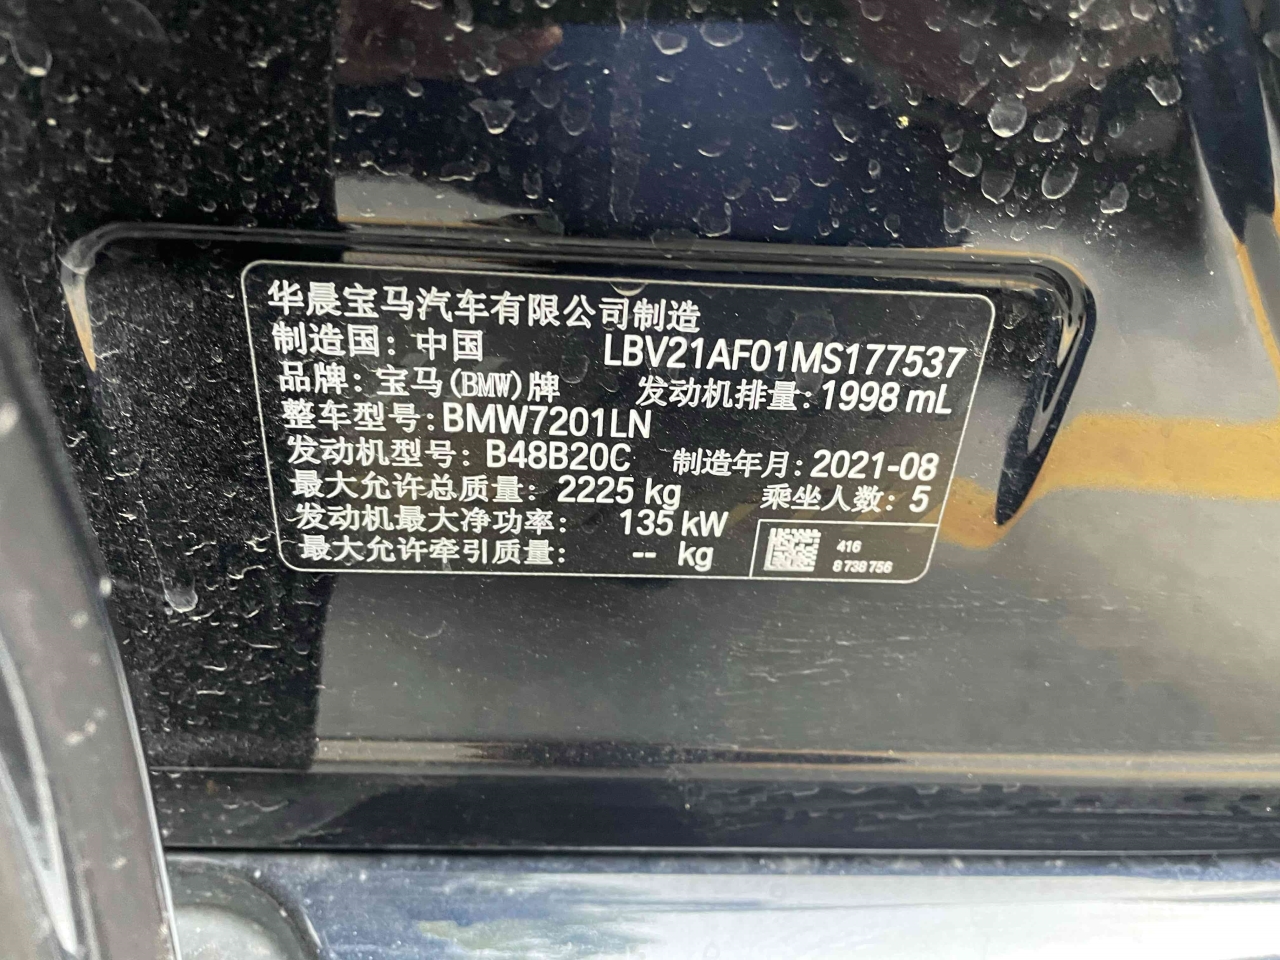 华晨宝马汽车有限公司制造
制造国：中国 LBV21AF01MS177537
品牌：宝马(BMW)牌 发动机排量：1998 mL
整车型号：BMW7201LN
发动机型号：B48B20C 制造年月：2021-08
最大允许总质量：2225 kg 乘坐人数：5
发动机最大净功率：135 kW
最大允许牵引质量：-- kg
416
8 738 756